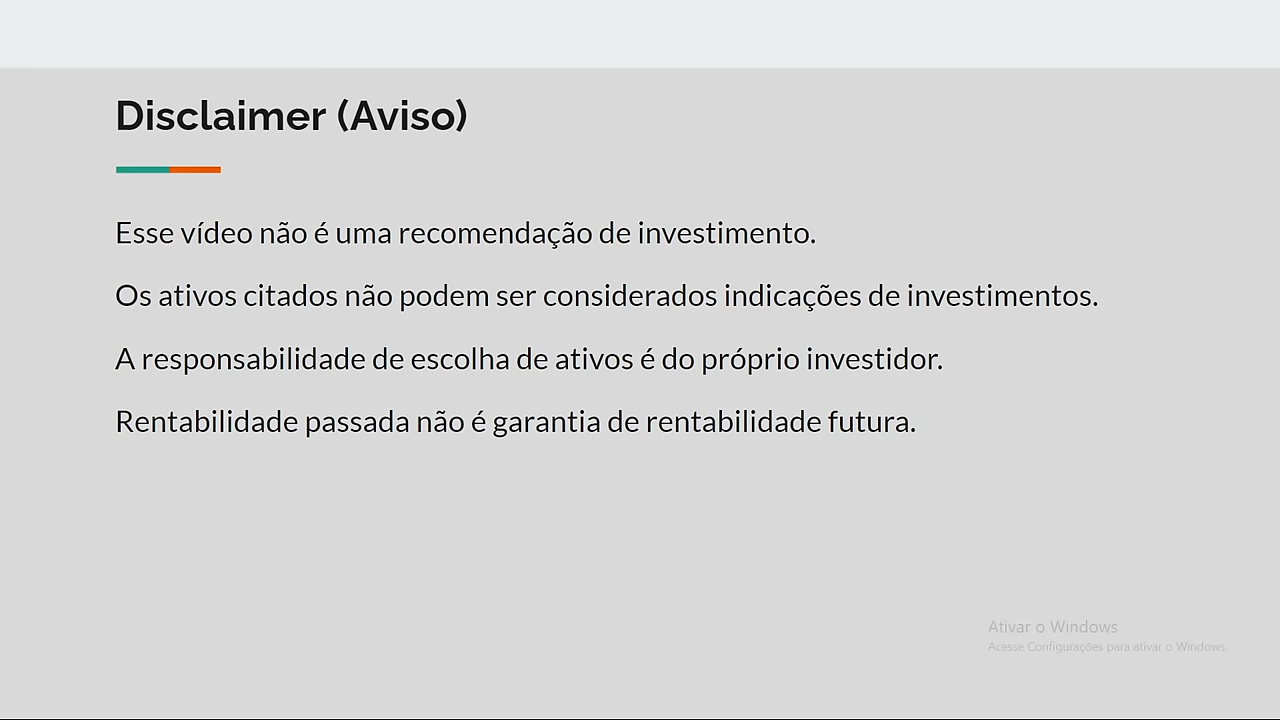 Disclaimer (Aviso)
Esse vídeo não é uma recomendação de investimento.
Os ativos citados não podem ser considerados indicações de investimentos.
A responsabilidade de escolha de ativos é do próprio investidor.
Rentabilidade passada não é garantia de rentabilidade futura.
Ativar o Windows
Acesse Configurações para ativar o Windows.